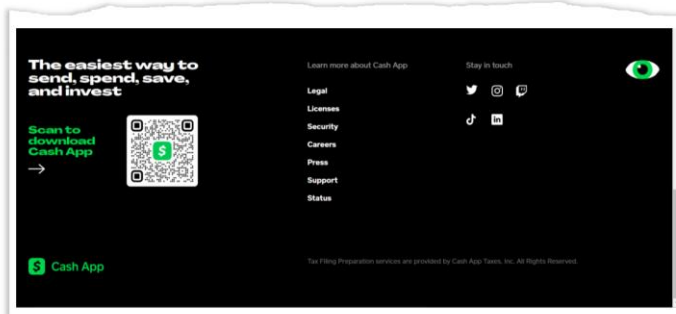 The easiest way to
send, spend, save,
and invest
Scan to
download
Cash App
$
Cash App
Learn more about Cash App
Legal
Licenses
Security
Careers
Press
Support
Status
Stay in touch
in
Tax Filing Preparation services are provided by Cash App Taxes, Inc. All Rights Reserved.